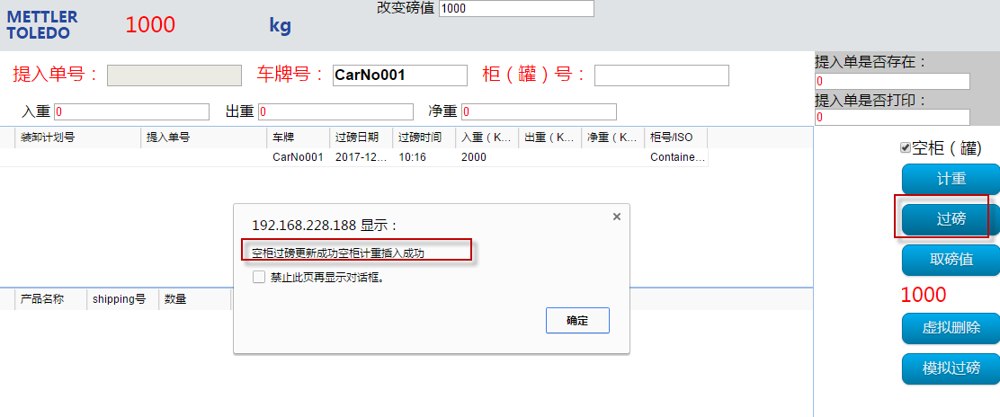 METTLER TOLEDO 1000 kg 改变磅值 1000
提入单号： 车牌号： CarNo001 柜（罐）号：
提入单是否存在：
0
提入单是否打印：
0
入重 0 出重 0 净重 0
装卸计划号 提入单号 车牌 过磅日期 过磅时间 入重（K... 出重（K... 净重（K... 柜号/ISO
CarNo001 2017-12... 10:16 2000 Containe...
空柜（罐)
计重
过磅
取磅值
1000
虚拟删除
模拟过磅
192.168.228.188 显示：
×
空柜过磅更新成功空柜计重插入成功
禁止此页再显示对话框。
确定
产品名称 shipping号 数量